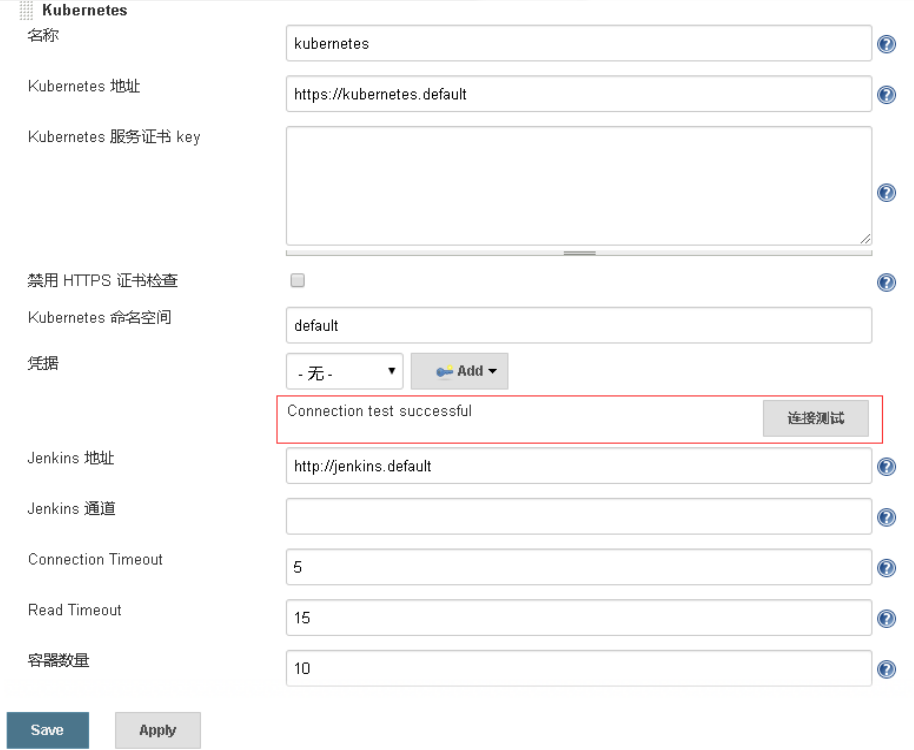 Kubernetes
名称
kubernetes
Kubernetes 地址
https://kubernetes.default
Kubernetes 服务证书 key
禁用 HTTPS 证书检查
Kubernetes 命名空间
default
凭据
- 无 -
Add
Connection test successful
连接测试
Jenkins 地址
http://jenkins.default
Jenkins 通道
Connection Timeout
5
Read Timeout
15
容器数量
10
Save
Apply